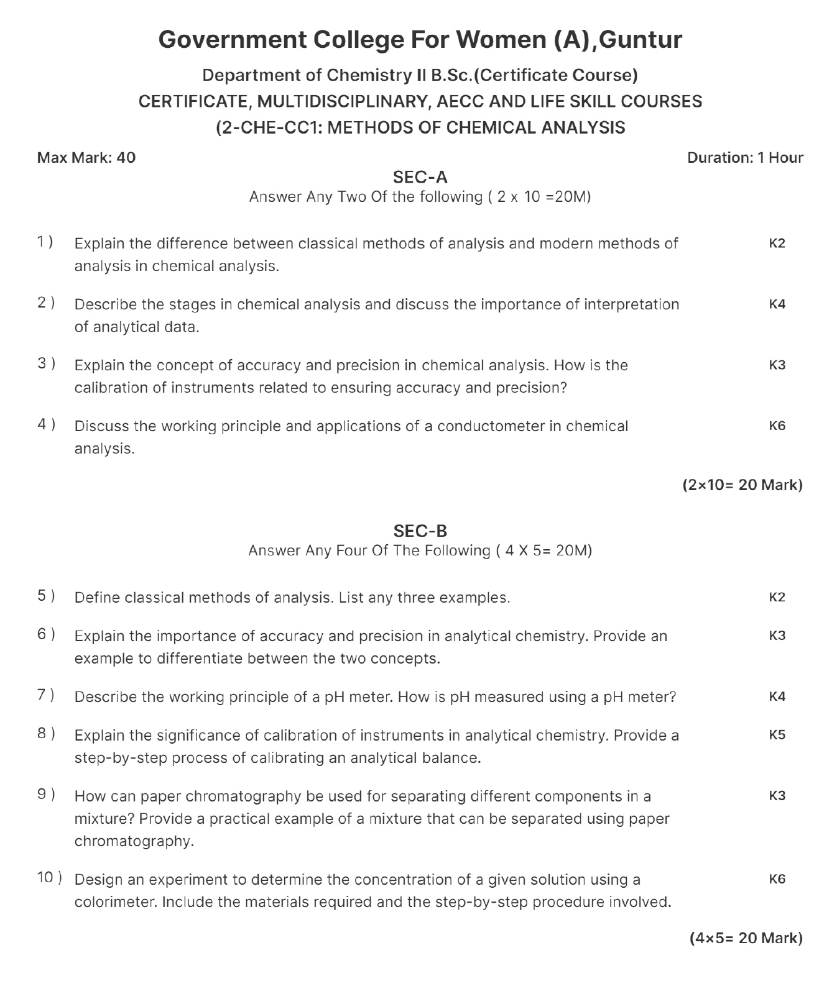 Government College For Women (A),Guntur
Department of Chemistry II B.Sc.(Certificate Course)
CERTIFICATE, MULTIDISCIPLINARY, AECC AND LIFE SKILL COURSES
(2-CHE-CC1: METHODS OF CHEMICAL ANALYSIS
Max Mark: 40 Duration: 1 Hour
SEC-A
Answer Any Two Of the following ( 2 x 10 =20M)
1 ) Explain the difference between classical methods of analysis and modern methods of K2
analysis in chemical analysis.
2 ) Describe the stages in chemical analysis and discuss the importance of interpretation K4
of analytical data.
3 ) Explain the concept of accuracy and precision in chemical analysis. How is the K3
calibration of instruments related to ensuring accuracy and precision?
4 ) Discuss the working principle and applications of a conductometer in chemical K6
analysis.
(2×10= 20 Mark)
SEC-B
Answer Any Four Of The Following ( 4 X 5= 20M)
5 ) Define classical methods of analysis. List any three examples. K2
6 ) Explain the importance of accuracy and precision in analytical chemistry. Provide an K3
example to differentiate between the two concepts.
7 ) Describe the working principle of a pH meter. How is pH measured using a pH meter? K4
8 ) Explain the significance of calibration of instruments in analytical chemistry. Provide a K5
step-by-step process of calibrating an analytical balance.
9 ) How can paper chromatography be used for separating different components in a K3
mixture? Provide a practical example of a mixture that can be separated using paper
chromatography.
10 ) Design an experiment to determine the concentration of a given solution using a K6
colorimeter. Include the materials required and the step-by-step procedure involved.
(4×5= 20 Mark)